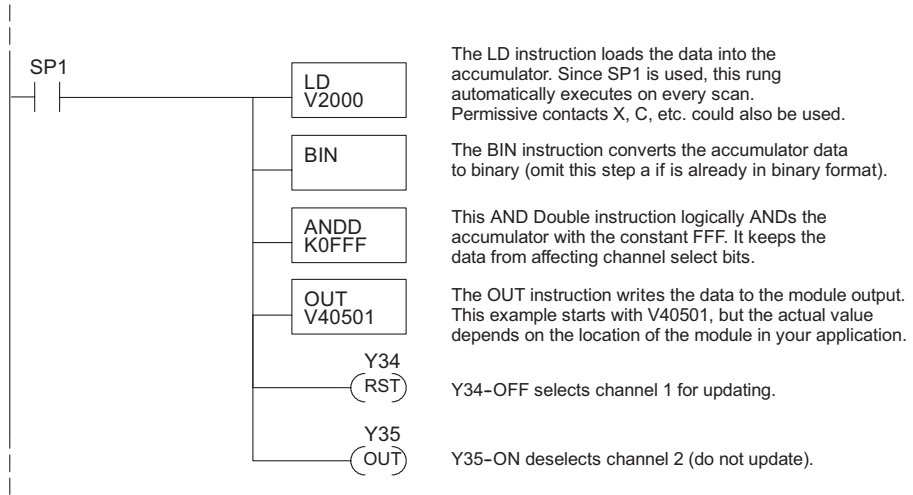 SP1
LD
V2000
The LD instruction loads the data into the
accumulator. Since SP1 is used, this rung
automatically executes on every scan.
Permissive contacts X, C, etc. could also be used.
BIN
The BIN instruction converts the accumulator data
to binary (omit this step a if is already in binary format).
ANDD
K0FFF
This AND Double instruction logically ANDs the
accumulator with the constant FFF. It keeps the
data from affecting channel select bits.
OUT
V40501
The OUT instruction writes the data to the module output.
This example starts with V40501, but the actual value
depends on the location of the module in your application.
Y34
RST
Y34-OFF selects channel 1 for updating.
Y35
OUT
Y35-ON deselects channel 2 (do not update).